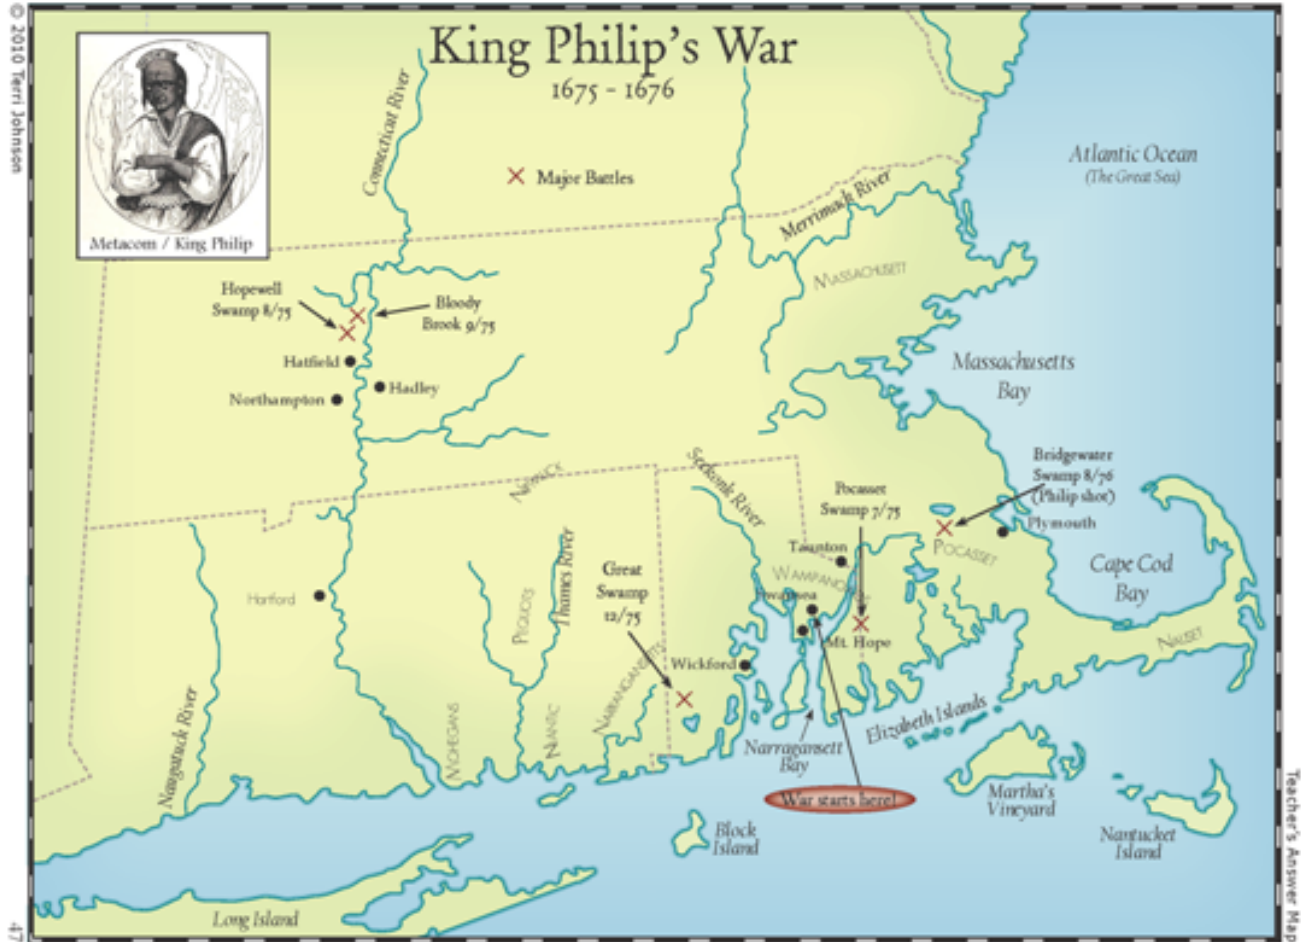 © 2010 Terri Johnson
King Philip's War
1675 - 1676
Metacom / King Philip
Connecticut River
Major Battles
Merrimack River
Atlantic Ocean
(The Great Sea)
Massachusett
Hopewell
Swamp 8/75
Bloody
Brook 9/75
Hatfield
Hadley
Northampton
Massachusetts
Bay
Nipmuck
Seekonk River
Pocasset
Swamp 7/75
Bridgewater
Swamp 8/76
(Philip shot)
Plymouth
Pocasset
Cape Cod
Bay
Nauset
Taunton
Swansea
Mt. Hope
Hartford
Pequots
Thames River
Great
Swamp
12/75
Wickford
Narragansetts
Niantic
Mohegans
Naugatuck River
Narragansett
Bay
Elizabeth Islands
War starts here!
Martha's
Vineyard
Nantucket
Island
Block
Island
Long Island
Teacher's Answer Map
47